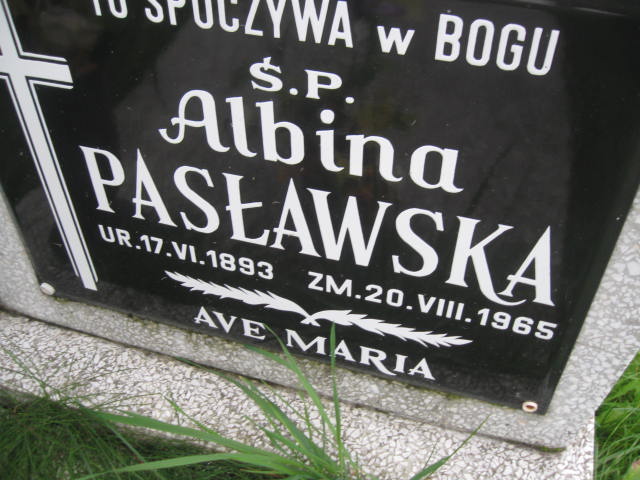 TU SPOCZYWA w BOGU
Ś.P.
Albina
PASŁAWSKA
UR.17.VI.1893 ZM.20.VIII.1965
AVE MARIA